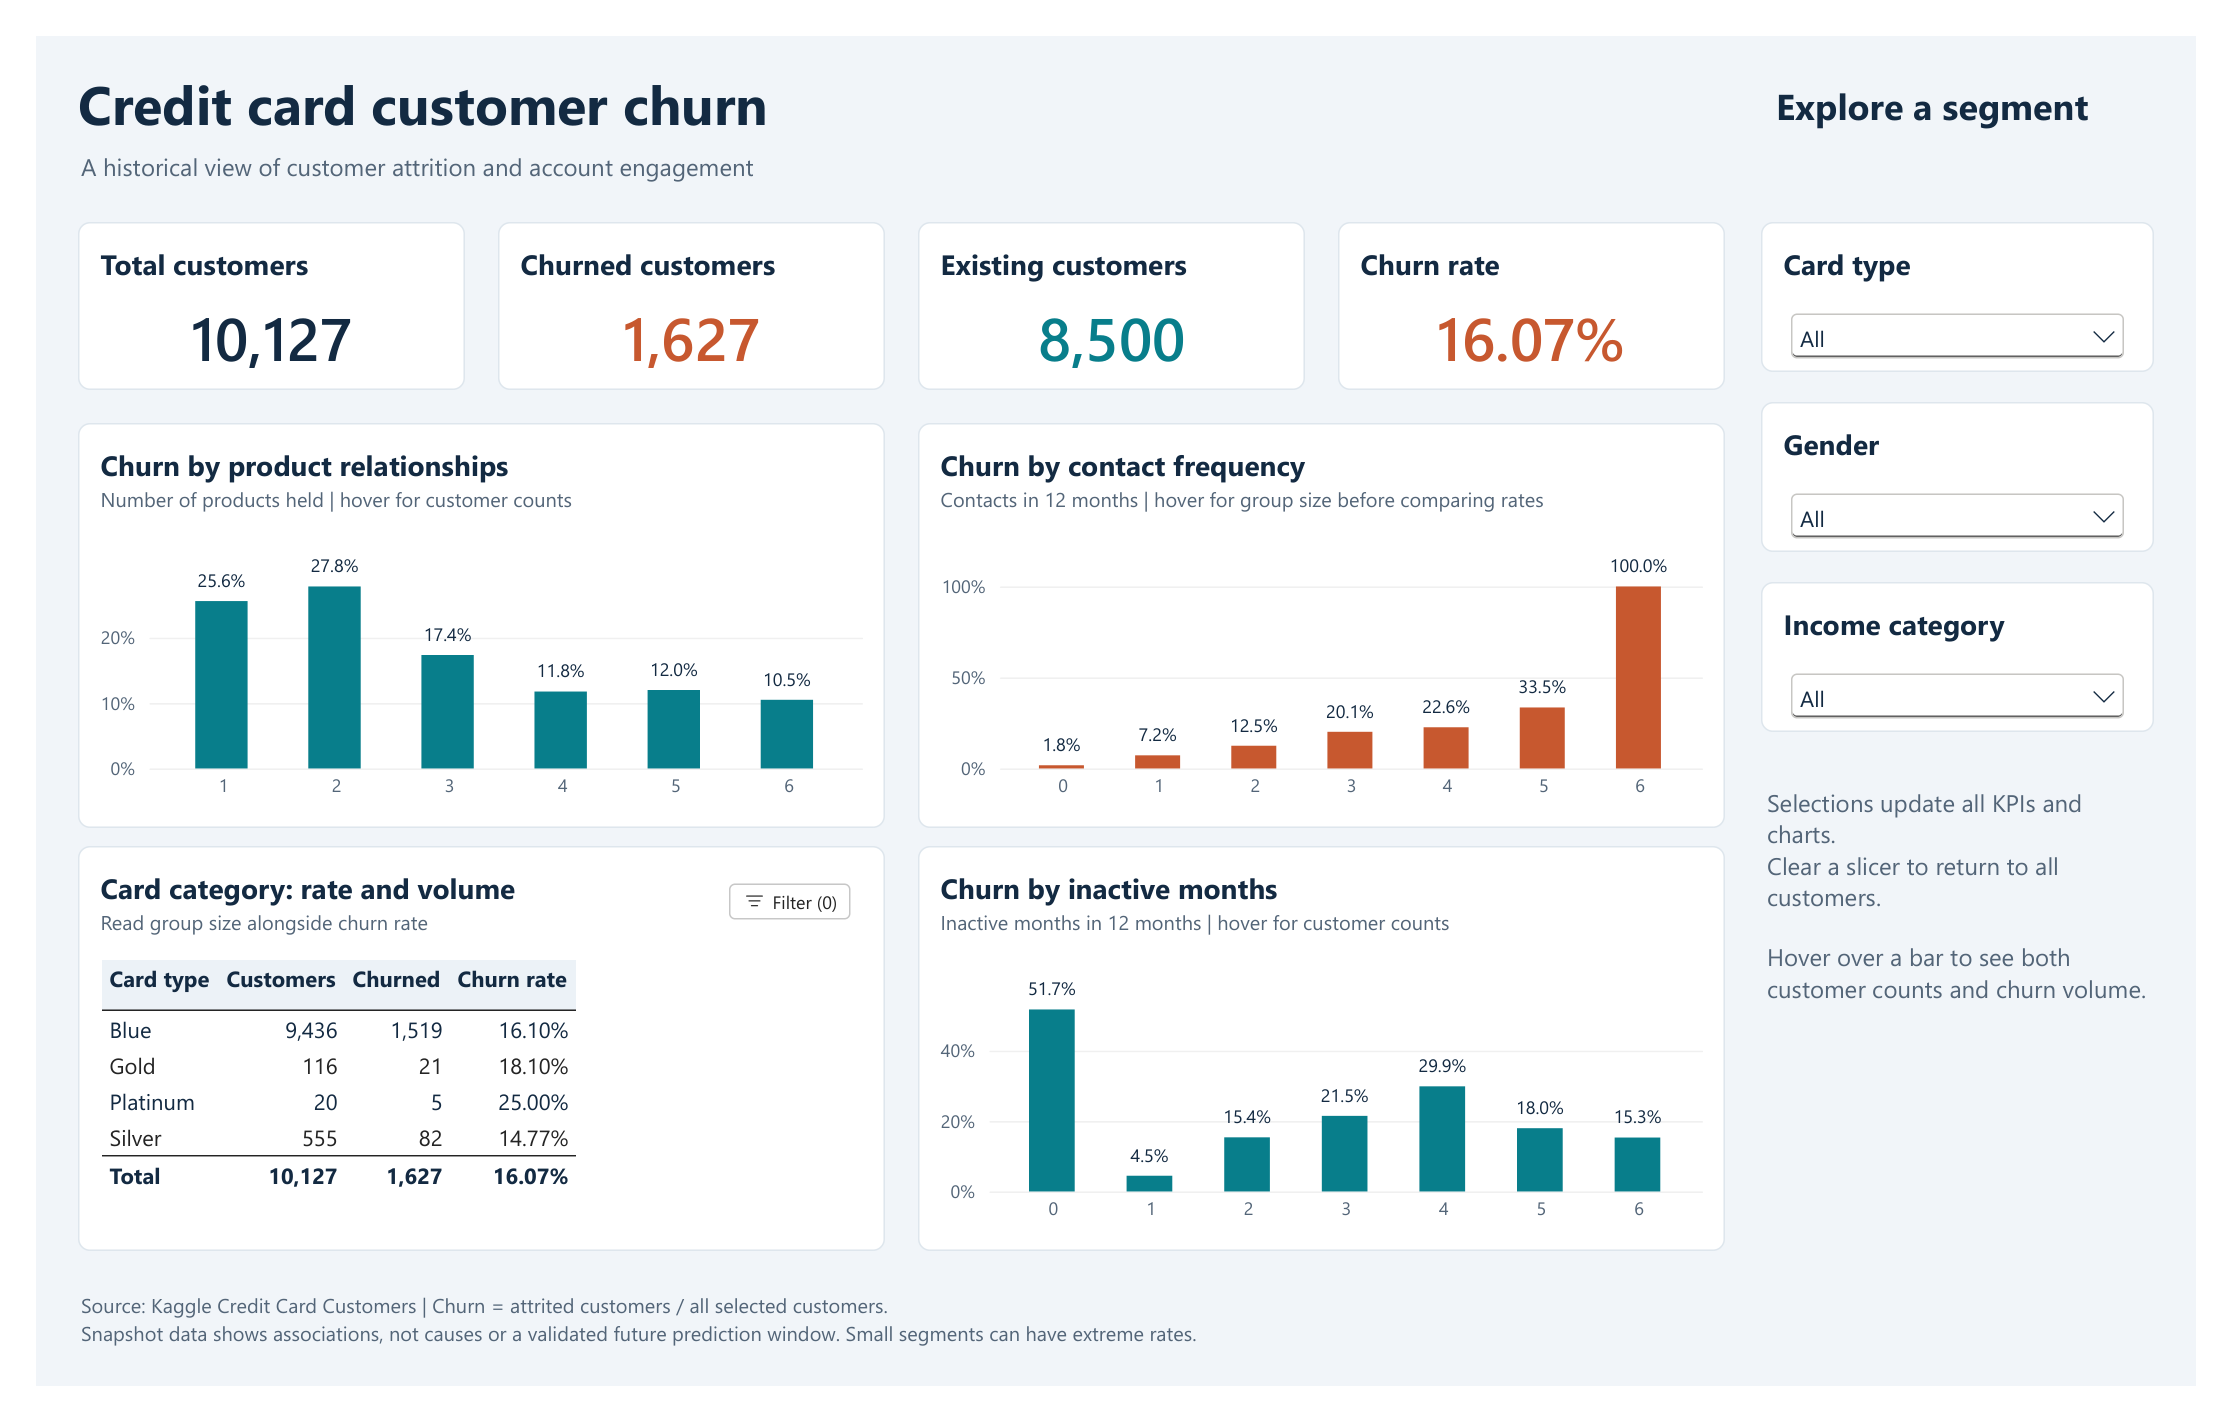 Credit card customer churn
A historical view of customer attrition and account engagement
Explore a segment
Total customers
10,127
Churned customers
1,627
Existing customers
8,500
Churn rate
16.07%
Card type
All
Gender
All
Income category
All
Selections update all KPIs and
charts.
Clear a slicer to return to all
customers.
Hover over a bar to see both
customer counts and churn volume.
Churn by product relationships
Number of products held | hover for customer counts
25.6% 27.8% 17.4% 11.8% 12.0% 10.5%
20%
10%
0%
1 2 3 4 5 6
Churn by contact frequency
Contacts in 12 months | hover for group size before comparing rates
1.8% 7.2% 12.5% 20.1% 22.6% 33.5% 100.0%
100%
50%
0%
0 1 2 3 4 5 6
Card category: rate and volume
Read group size alongside churn rate
Filter (0)
Card type Customers Churned Churn rate
Blue 9,436 1,519 16.10%
Gold 116 21 18.10%
Platinum 20 5 25.00%
Silver 555 82 14.77%
Total 10,127 1,627 16.07%
Churn by inactive months
Inactive months in 12 months | hover for customer counts
51.7% 4.5% 15.4% 21.5% 29.9% 18.0% 15.3%
40%
20%
0%
0 1 2 3 4 5 6
Source: Kaggle Credit Card Customers | Churn = attrited customers / all selected customers.
Snapshot data shows associations, not causes or a validated future prediction window. Small segments can have extreme rates.